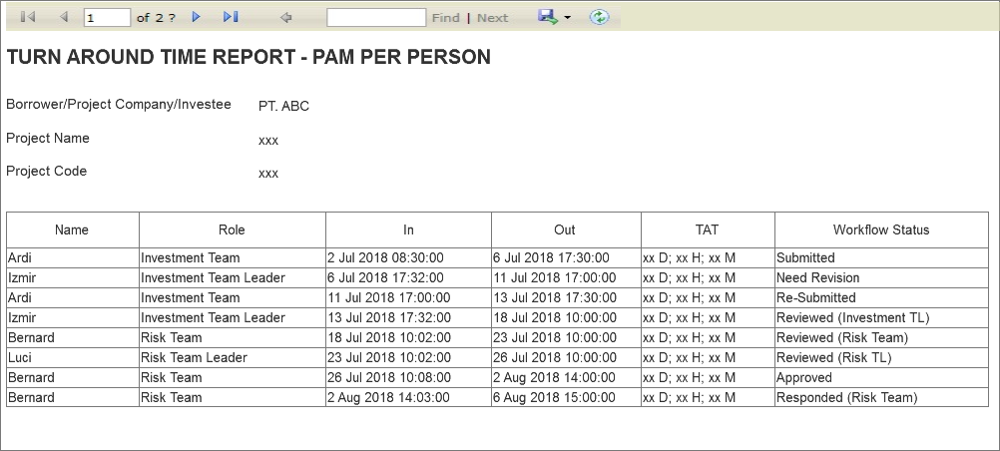 1 of 2 ? Find | Next
TURN AROUND TIME REPORT - PAM PER PERSON
Borrower/Project Company/Investee PT. ABC
Project Name xxx
Project Code xxx
Name Role In Out TAT Workflow Status
Ardi Investment Team 2 Jul 2018 08:30:00 6 Jul 2018 17:30:00 xx D; xx H; xx M Submitted
Izmir Investment Team Leader 6 Jul 2018 17:32:00 11 Jul 2018 17:00:00 xx D; xx H; xx M Need Revision
Ardi Investment Team 11 Jul 2018 17:00:00 13 Jul 2018 17:30:00 xx D; xx H; xx M Re-Submitted
Izmir Investment Team Leader 13 Jul 2018 17:32:00 18 Jul 2018 10:00:00 xx D; xx H; xx M Reviewed (Investment TL)
Bernard Risk Team 18 Jul 2018 10:02:00 23 Jul 2018 10:00:00 xx D; xx H; xx M Reviewed (Risk Team)
Luci Risk Team Leader 23 Jul 2018 10:02:00 26 Jul 2018 10:00:00 xx D; xx H; xx M Reviewed (Risk TL)
Bernard Risk Team 26 Jul 2018 10:08:00 2 Aug 2018 14:00:00 xx D; xx H; xx M Approved
Bernard Risk Team 2 Aug 2018 14:03:00 6 Aug 2018 15:00:00 xx D; xx H; xx M Responded (Risk Team)